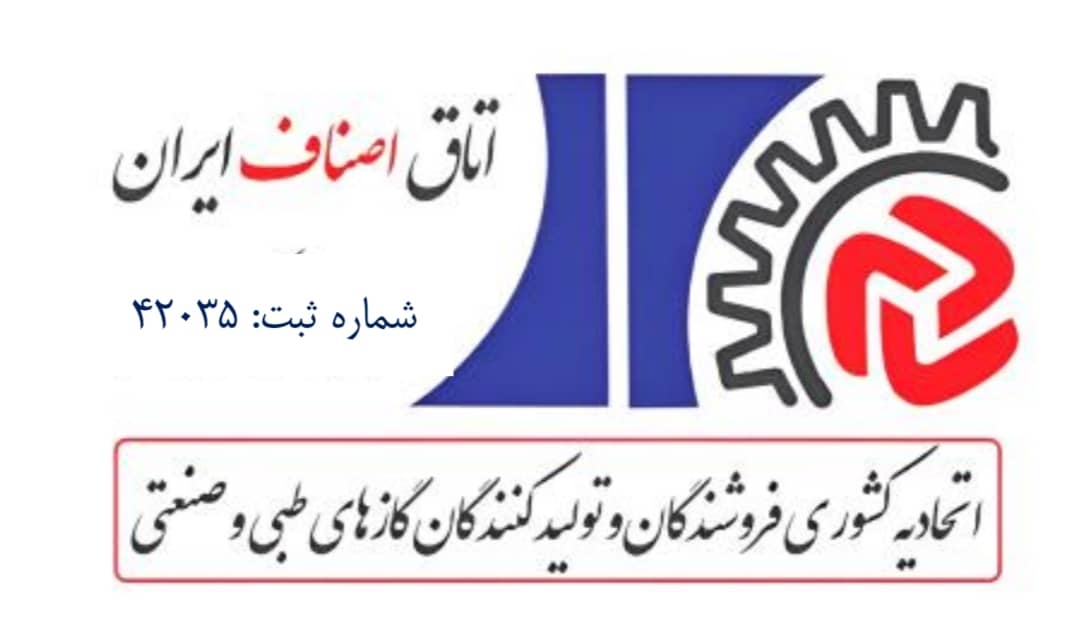 اتاق اصناف ایران
شماره ثبت: ۴۲۰۳۵
اتحادیه کشوری فروشندگان و تولیدکنندگان گازهای طبی و صنعتی